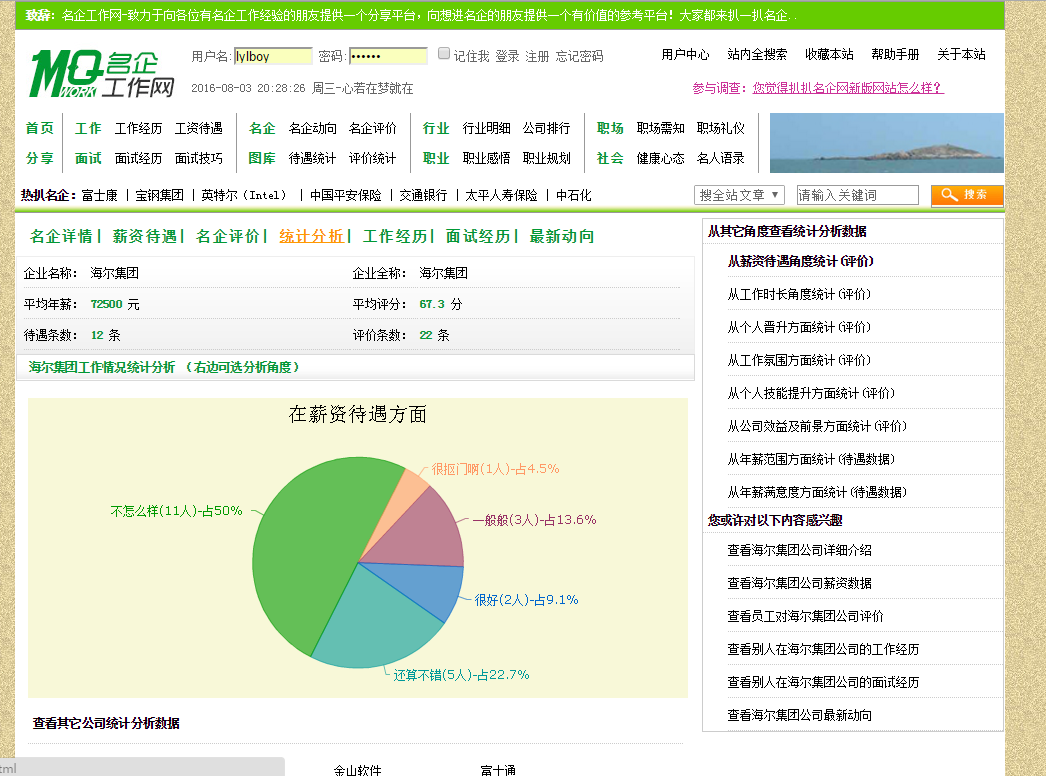 致辞：名企工作网-致力于向各位有名企工作经验的朋友提供一个分享平台，向想进名企的朋友提供一个有价值的参考平台！大家都来扒一扒名企..
MQ WORK 名企工作网
用户名: lylboy 密码: •••••• 记住我 登录 注册 忘记密码
用户中心 站内全搜索 收藏本站 帮助手册 关于本站
2016-08-03 20:28:26 周三-心若在梦就在
参与调查：您觉得扒扒名企网新版网站怎么样？
首页 工作 工作经历 工资待遇 名企 名企动向 名企评价 行业 行业明细 公司排行 职场 职场需知 职场礼仪
分享 面试 面试经历 面试技巧 图库 待遇统计 评价统计 职业 职业感悟 职业规划 社会 健康心态 名人语录
热扒名企：富士康 | 宝钢集团 | 英特尔（Intel） | 中国平安保险 | 交通银行 | 太平人寿保险 | 中石化
搜全站文章 ▼ 请输入关键词 搜索
名企详情| 薪资待遇| 名企评价| 统计分析| 工作经历| 面试经历| 最新动向
企业名称： 海尔集团 企业全称： 海尔集团
平均年薪： 72500 元 平均评分： 67.3 分
待遇条数： 12 条 评价条数： 22 条
海尔集团工作情况统计分析 （右边可选分析角度）
在薪资待遇方面
很抠门啊(1人)-占4.5%
不怎么样(11人)-占50%
一般般(3人)-占13.6%
很好(2人)-占9.1%
还算不错(5人)-占22.7%
查看其它公司统计分析数据
金山软件 富士通
tml
从其它角度查看统计分析数据
从薪资待遇角度统计(评价)
从工作时长角度统计(评价)
从个人晋升方面统计(评价)
从工作氛围方面统计(评价)
从个人技能提升方面统计(评价)
从公司效益及前景方面统计(评价)
从年薪范围方面统计(待遇数据)
从年薪满意度方面统计(待遇数据)
您或许对以下内容感兴趣
查看海尔集团公司详细介绍
查看海尔集团公司薪资数据
查看员工对海尔集团公司评价
查看别人在海尔集团公司的工作经历
查看别人在海尔集团公司的面试经历
查看海尔集团公司最新动向